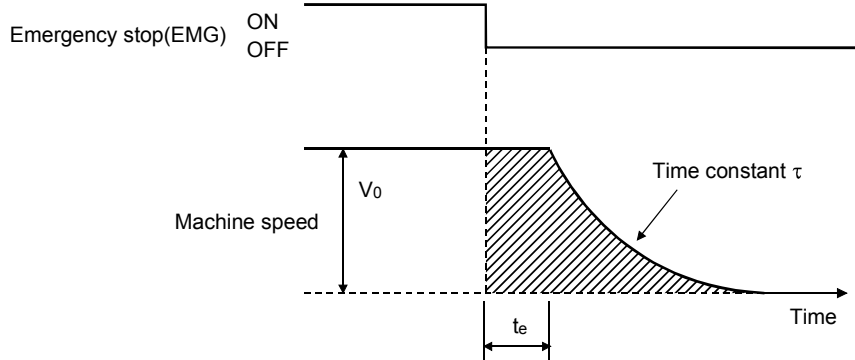 Emergency stop(EMG)
ON
OFF
Machine speed
V0
Time constant τ
te
Time